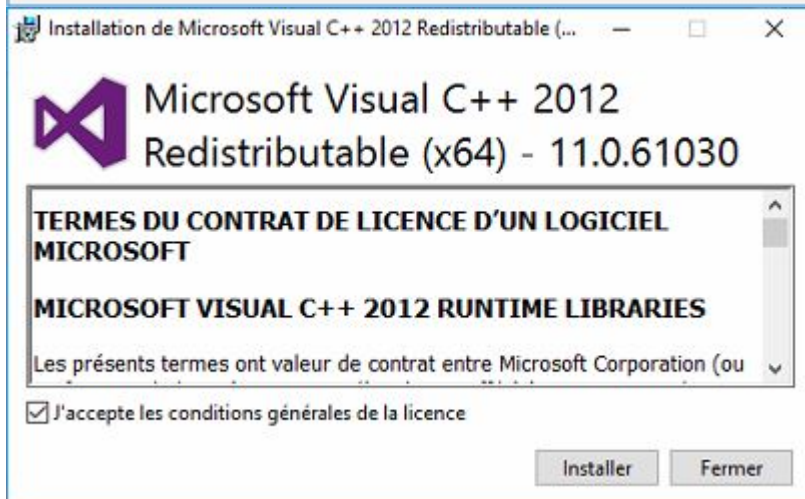 Installation de Microsoft Visual C++ 2012 Redistributable (...
Microsoft Visual C++ 2012
Redistributable (x64) - 11.0.61030
TERMES DU CONTRAT DE LICENCE D’UN LOGICIEL
MICROSOFT
MICROSOFT VISUAL C++ 2012 RUNTIME LIBRARIES
Les présents termes ont valeur de contrat entre Microsoft Corporation (ou
J'accepte les conditions générales de la licence
Installer Fermer